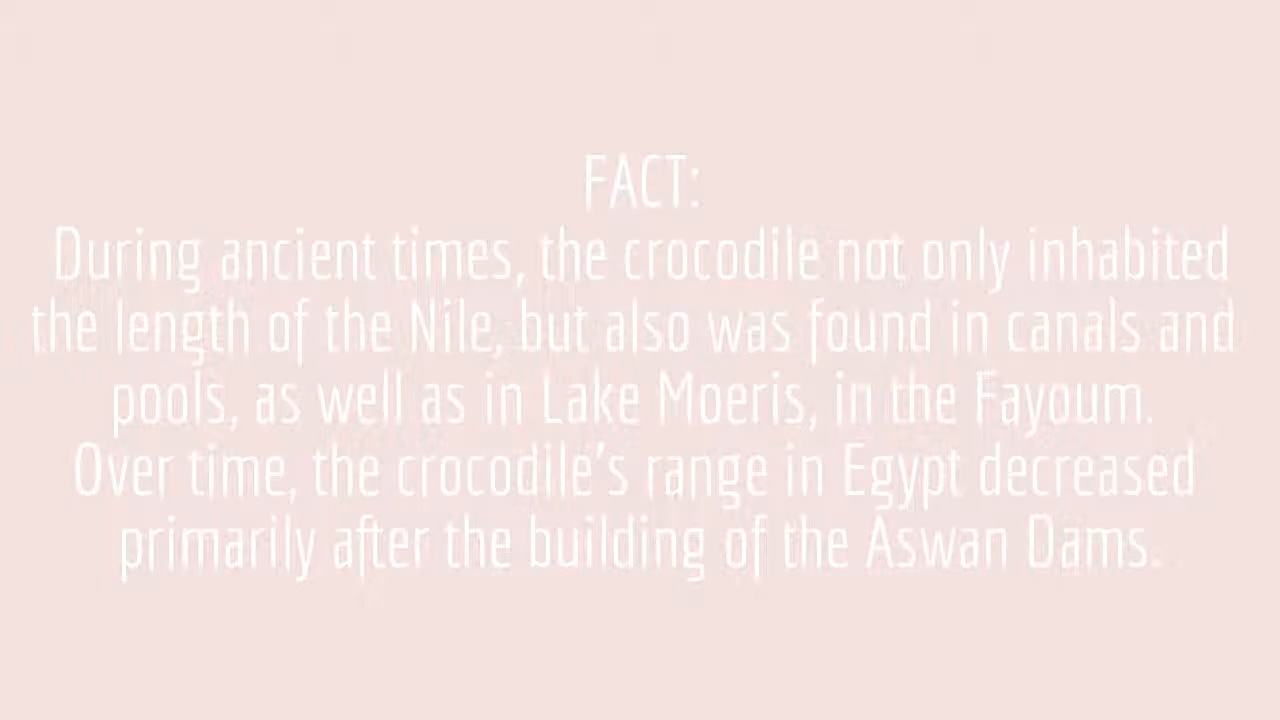 FACT:
During ancient times, the crocodile not only inhabited
the length of the Nile, but also was found in canals and
pools, as well as in Lake Moeris, in the Fayoum.
Over time, the crocodile's range in Egypt decreased
primarily after the building of the Aswan Dams.